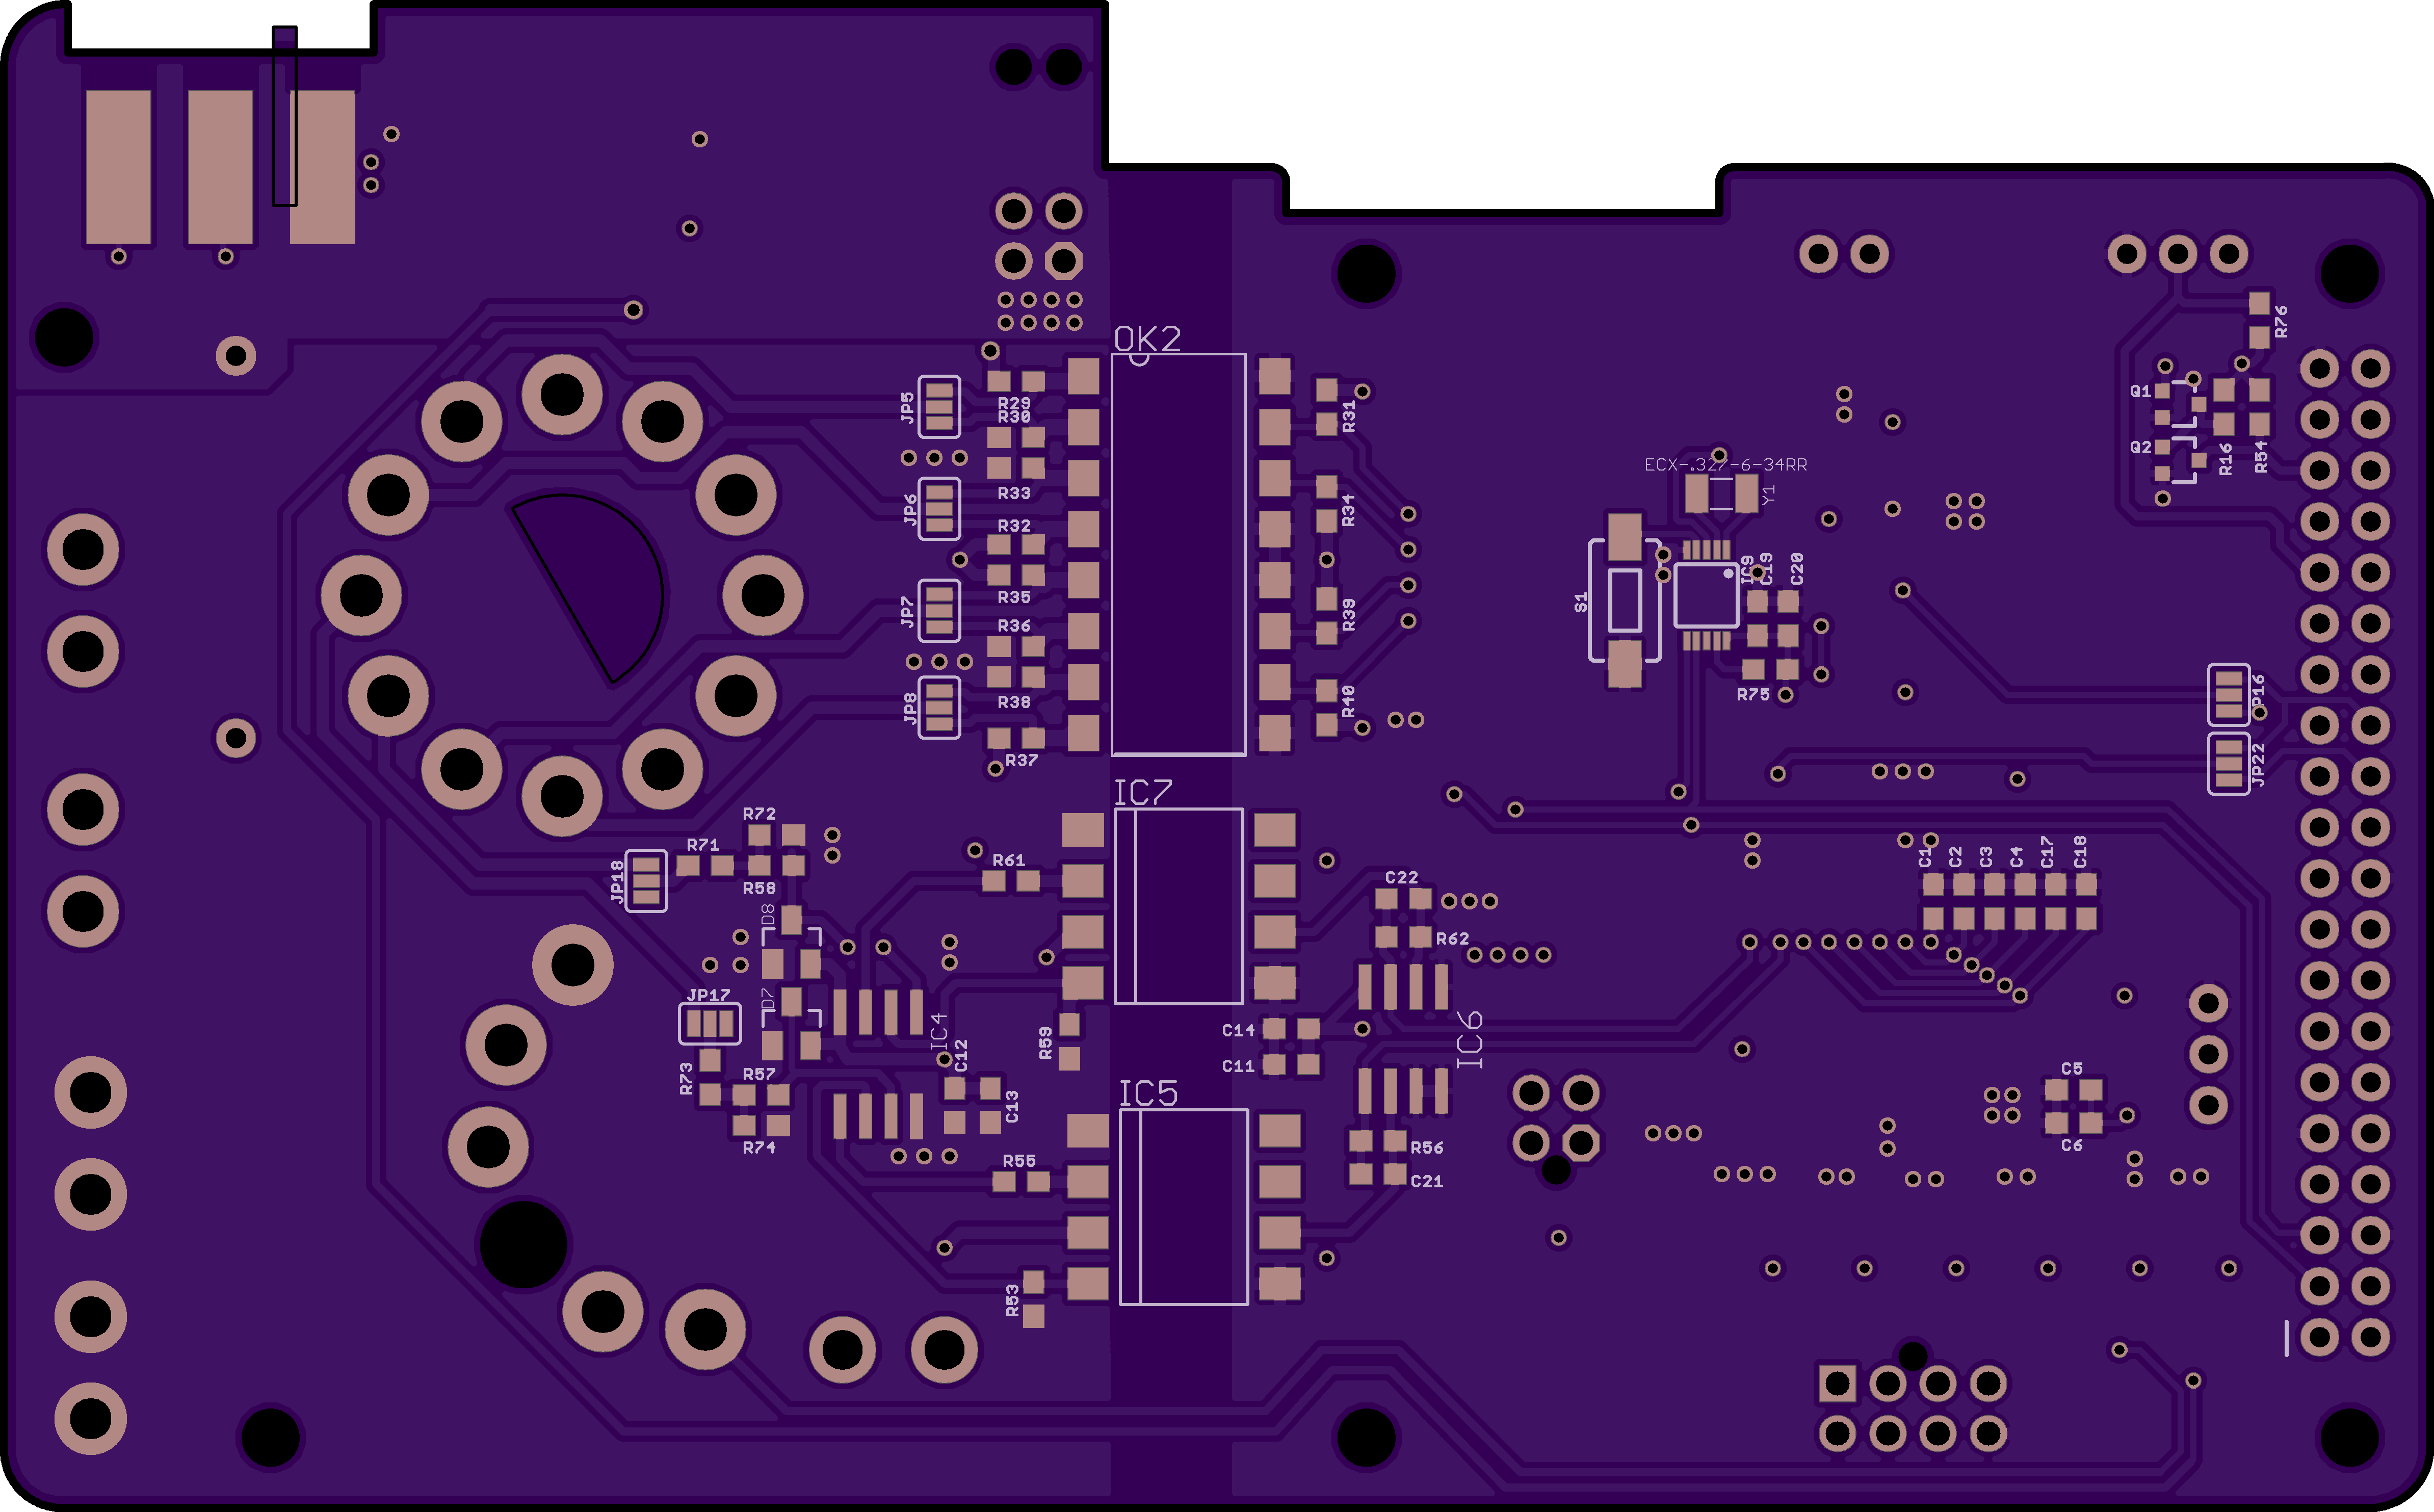 OK2
R76
JP5
R29
R30
R31
Q1
Q2
R16
R54
ECX-.327-6-34RR
Y1
R33
JP6
R34
R32
IC9
C19
C20
S1
R35
JP7
R39
R36
R38
JP8
R40
R75
JP16
R37
JP22
IC7
R72
R71
R58
JP18
R61
C1
C2
C3
C4
C17
C18
C22
D8
R62
JP17
D7
IC4
C14
IC6
R59
C12
C11
R73
R57
IC5
C5
C13
R74
R56
C6
R55
C21
R53